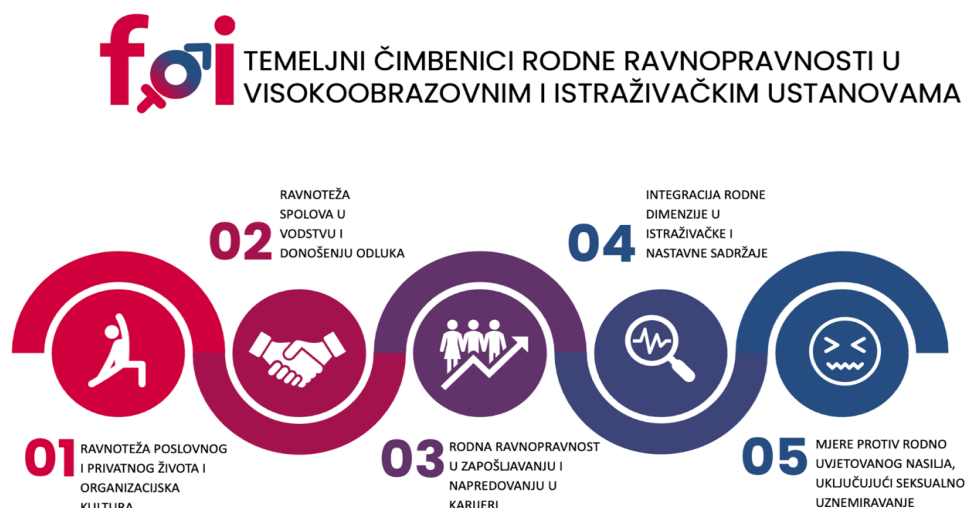 foi
TEMELJNI ČIMBENICI RODNE RAVNOPRAVNOSTI U
VISOKOOBRAZOVNIM I ISTRAŽIVAČKIM USTANOVAMA
01
RAVNOTEŽA POSLOVNOG
I PRIVATNOG ŽIVOTA I
ORGANIZACIJSKA
KULTURA
02
RAVNOTEŽA
SPOLOVA U
VODSTVU I
DONOŠENJU ODLUKA
03
RODNA RAVNOPRAVNOST
U ZAPOŠLJAVANJU I
NAPREDOVANJU U
KARIJERI
04
INTEGRACIJA RODNE
DIMENZIJE U
ISTRAŽIVAČKE I
NASTAVNE SADRŽAJE
05
MJERE PROTIV RODNO
UVJETOVANOG NASILJA,
UKLJUČUJUĆI SEKSUALNO
UZNEMIRAVANJE